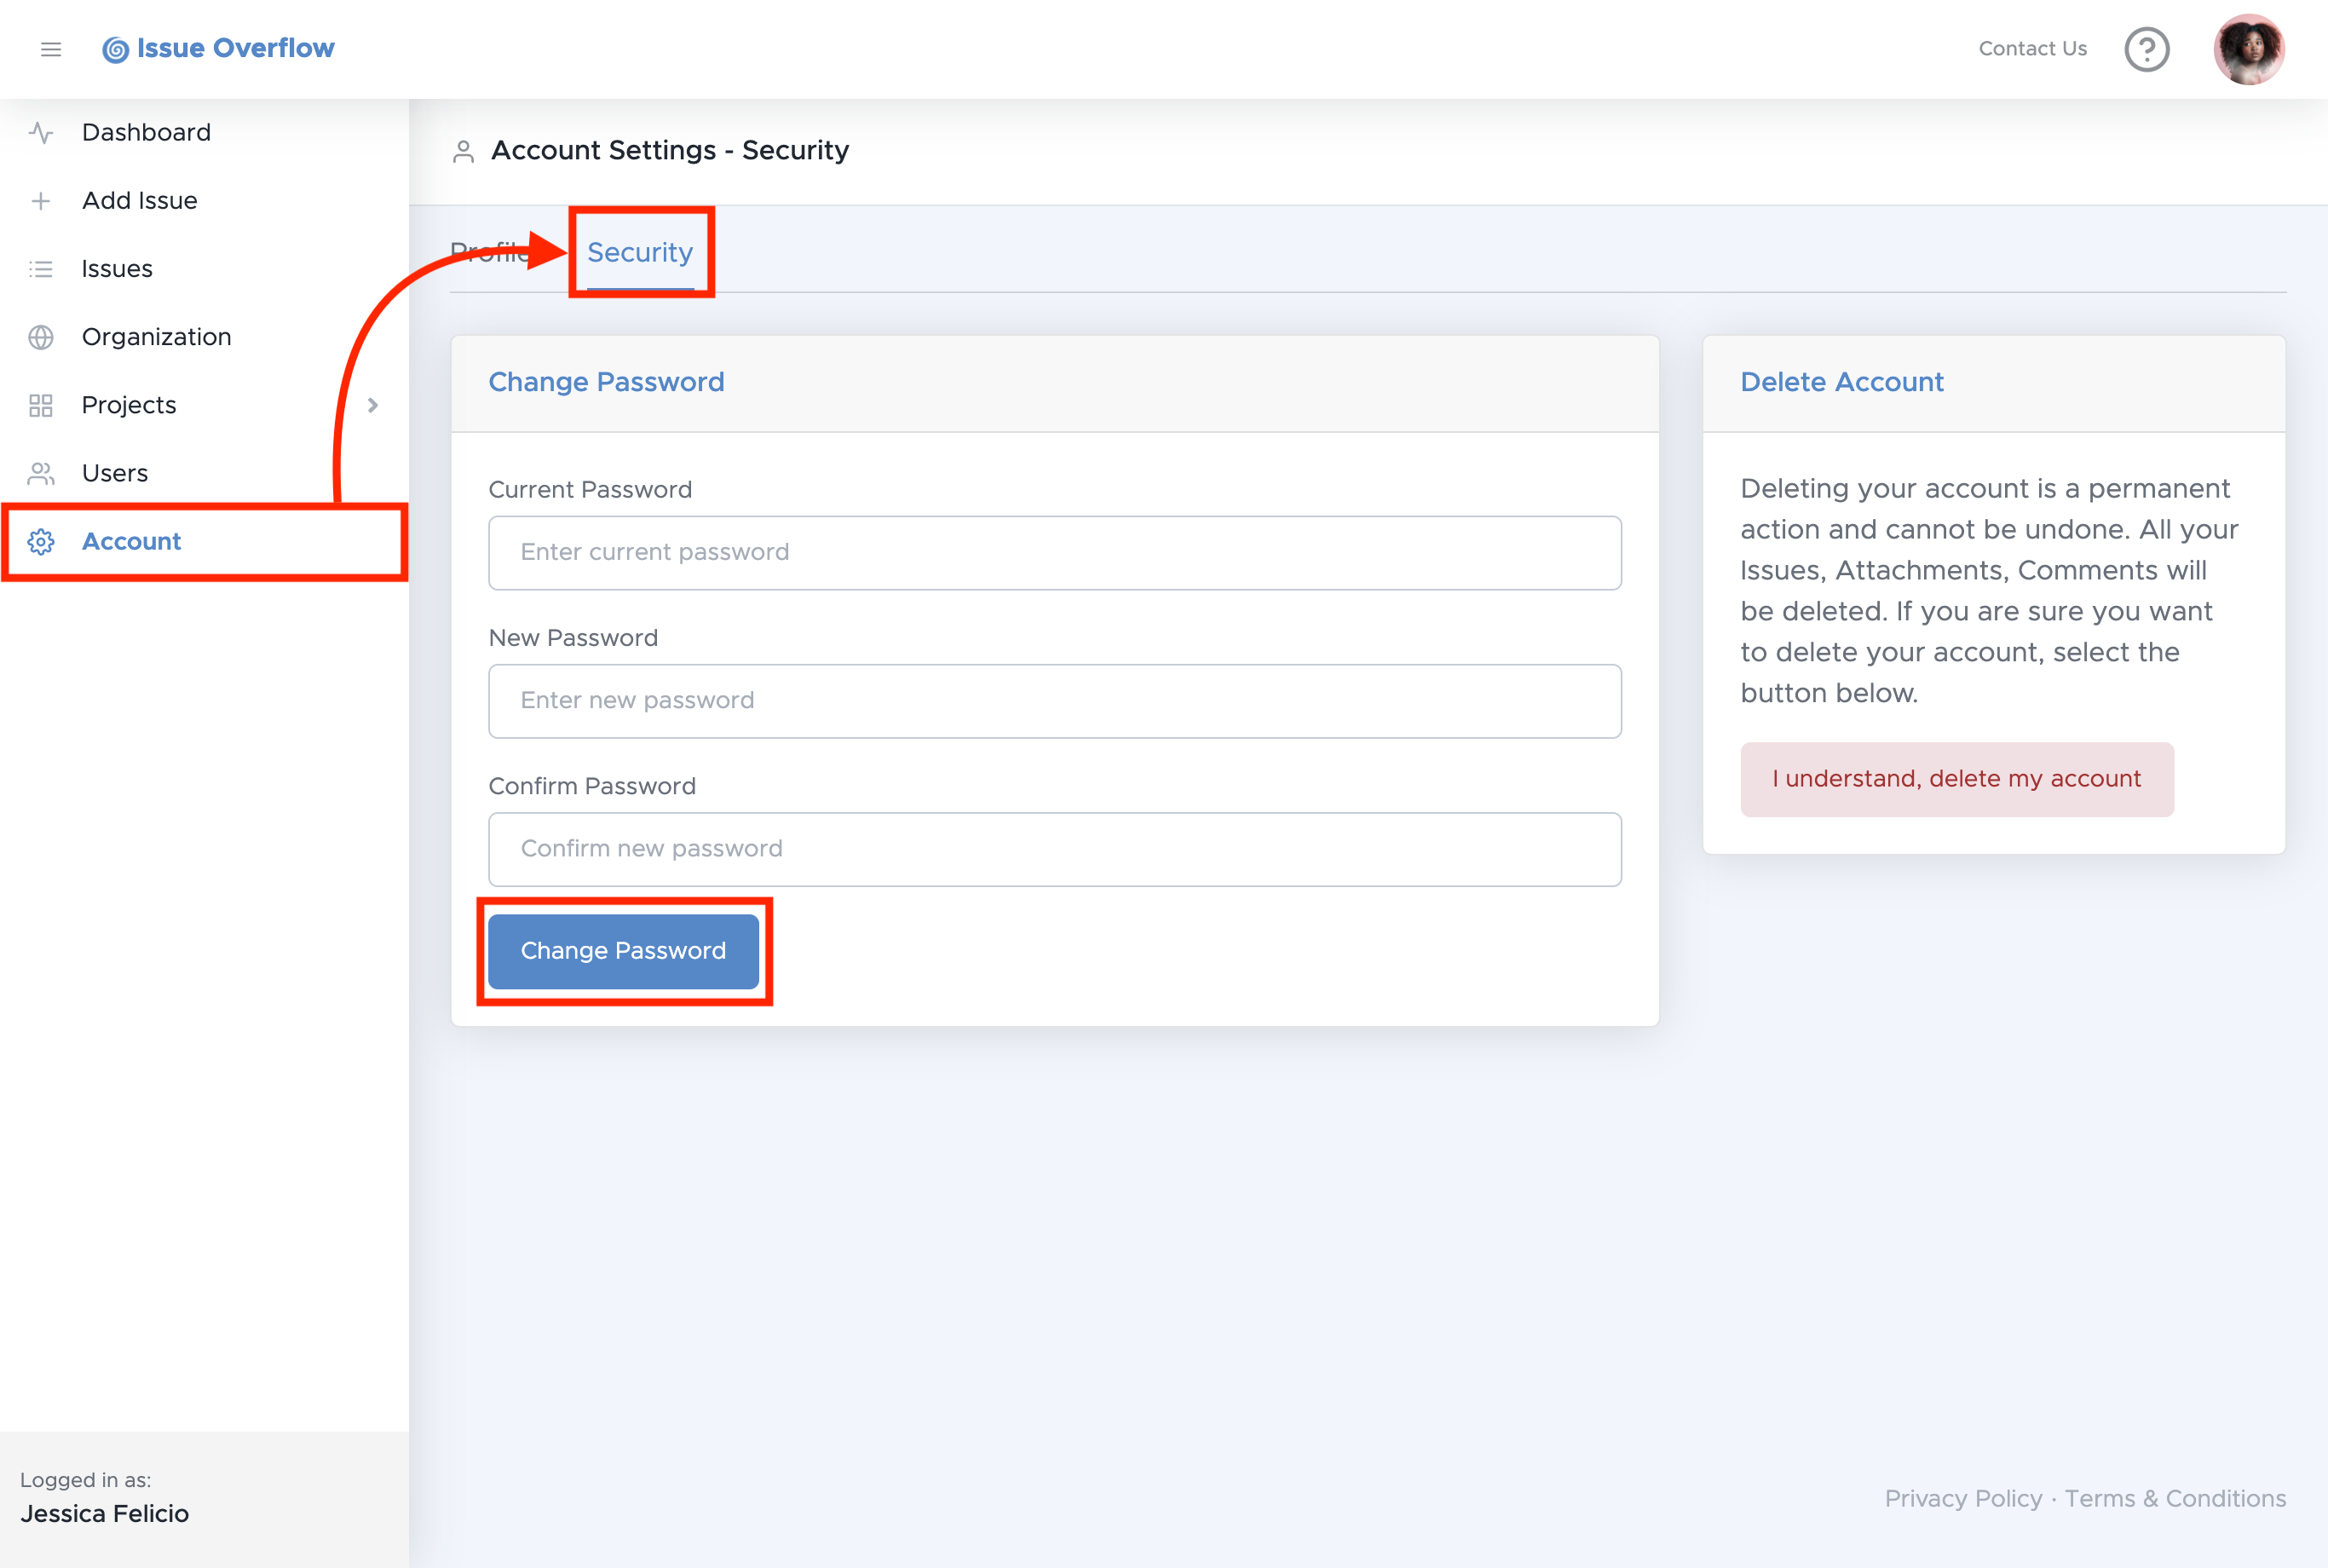 Issue Overflow
Contact Us
Dashboard
Add Issue
Issues
Organization
Projects
Users
Account
Logged in as:
Jessica Felicio
Account Settings - Security
Profile
Security
Change Password
Current Password
Enter current password
New Password
Enter new password
Confirm Password
Confirm new password
Change Password
Delete Account
Deleting your account is a permanent
action and cannot be undone. All your
Issues, Attachments, Comments will
be deleted. If you are sure you want
to delete your account, select the
button below.
I understand, delete my account
Privacy Policy · Terms & Conditions